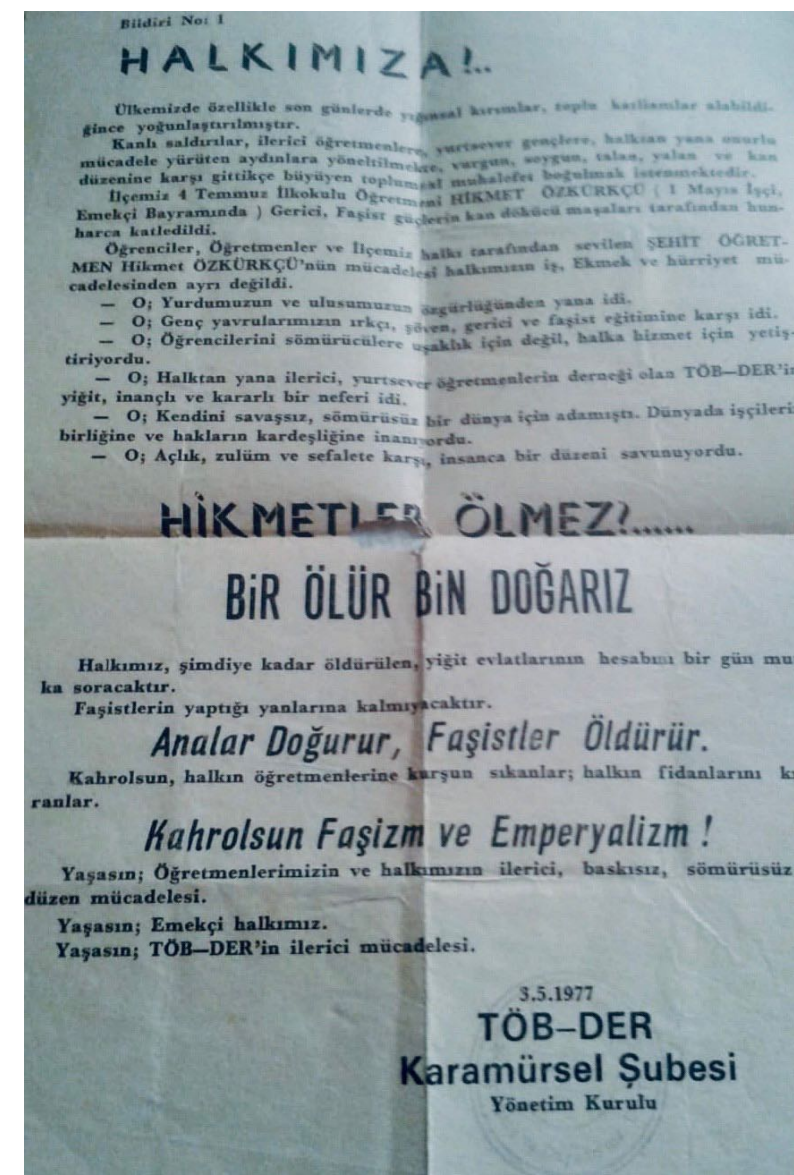 Bildiri No: 1
HALKIMIZA!..
Ülkemizde özellikle son günlerde yığınsal kırımlar, toplu katliamlar alabildi-
ğince yoğunlaştırılmıştır.
Kanlı saldırılar, ilerici öğretmenlere, yurtsever gençlere, halktan yana onurlu
mücadele yürüten aydınlara yöneltilmekte, vurgun, soygun, talan, yalan ve kan
düzenine karşı gittikçe büyüyen toplumsal muhalefet boğulmak istenmektedir.
İlçemiz 4 Temmuz İlkokulu Öğretmeni HİKMET ÖZKÜRKÇÜ ( 1 Mayıs İşçi,
Emekçi Bayramında ) Gerici, Faşist güçlerin kan dökücü maşaları tarafından hun-
harca katledildi.
Öğrenciler, Öğretmenler ve İlçemiz halkı tarafından sevilen ŞEHİT ÖĞRET-
MEN Hikmet ÖZKÜRKÇÜ'nün mücadelesi halkımızın iş, Ekmek ve hürriyet mü-
cadelesinden ayrı değildi.
— O; Yurdumuzun ve ulusumuzun özgürlüğünden yana idi.
— O; Genç yavrularımızın ırkçı, şöven, gerici ve faşist eğitimine karşı idi.
— O; Öğrencilerini sömürücülere uşaklık için değil, halka hizmet için yetiş-
tiriyordu.
— O; Halktan yana ilerici, yurtsever öğretmenlerin derneği olan TÖB—DER'in
yiğit, inançlı ve kararlı bir neferi idi.
— O; Kendini savaşsız, sömürüsüz bir dünya için adamıştı. Dünyada işçileri
birliğine ve hakların kardeşliğine inanıyordu.
— O; Açlık, zulüm ve sefalete karşı, insanca bir düzeni savunuyordu.
HİKMETLER ÖLMEZ?......
BİR ÖLÜR BİN DOĞARIZ
Halkımız, şimdiye kadar öldürülen, yiğit evlatlarının hesabını bir gün mu
ka soracaktır.
Faşistlerin yaptığı yanlarına kalmıyacaktır.
Analar Doğurur, Faşistler Öldürür.
Kahrolsun, halkın öğretmenlerine kurşun sıkanlar; halkın fidanlarını kı
ranlar.
Kahrolsun Faşizm ve Emperyalizm !
Yaşasın; Öğretmenlerimizin ve halkımızın ilerici, baskısız, sömürüsüz
düzen mücadelesi.
Yaşasın; Emekçi halkımız.
Yaşasın; TÖB—DER'in ilerici mücadelesi.
3.5.1977
TÖB–DER
Karamürsel Şubesi
Yönetim Kurulu